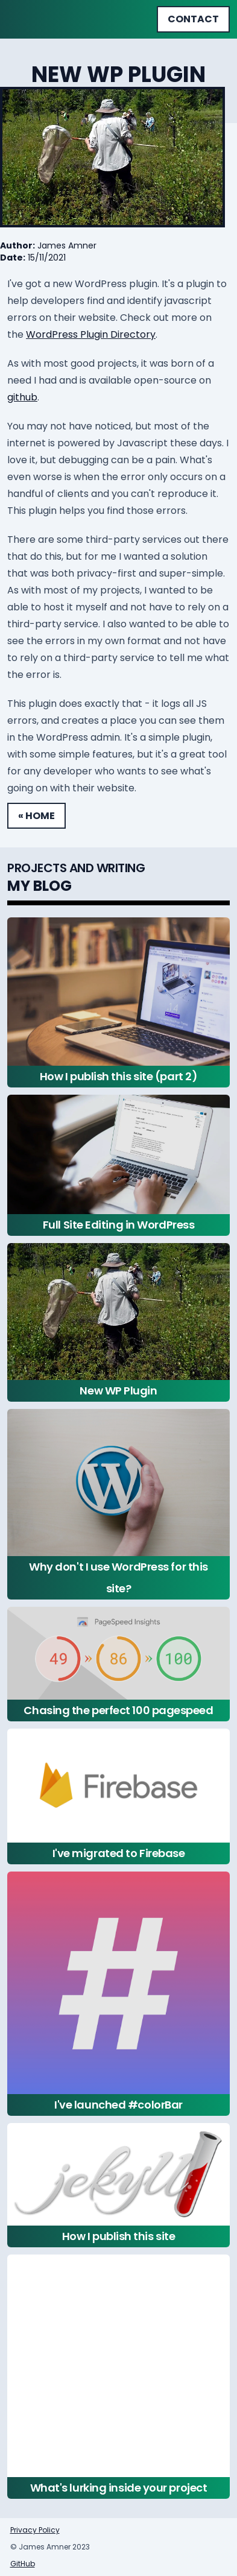 CONTACT
NEW WP PLUGIN
Author: James Amner
Date: 15/11/2021
I've got a new WordPress plugin. It's a plugin to
help developers find and identify javascript
errors on their website. Check out more on
the WordPress Plugin Directory.
As with most good projects, it was born of a
need I had and is available open-source on
github.
You may not have noticed, but most of the
internet is powered by Javascript these days. I
love it, but debugging can be a pain. What's
even worse is when the error only occurs on a
handful of clients and you can't reproduce it.
This plugin helps you find those errors.
There are some third-party services out there
that do this, but for me I wanted a solution
that was both privacy-first and super-simple.
As with most of my projects, I wanted to be
able to host it myself and not have to rely on a
third-party service. I also wanted to be able to
see the errors in my own format and not have
to rely on a third-party service to tell me what
the error is.
This plugin does exactly that - it logs all JS
errors, and creates a place you can see them
in the WordPress admin. It's a simple plugin,
with some simple features, but it's a great tool
for any developer who wants to see what's
going on with their website.
« HOME
PROJECTS AND WRITING
MY BLOG
How I publish this site (part 2)
Full Site Editing in WordPress
New WP Plugin
Why don't I use WordPress for this
site?
PageSpeed Insights
49 » 86 » 100
Chasing the perfect 100 pagespeed
Firebase
I've migrated to Firebase
#
I've launched #colorBar
jekyll
How I publish this site
What's lurking inside your project
Privacy Policy
© James Amner 2023
GitHub